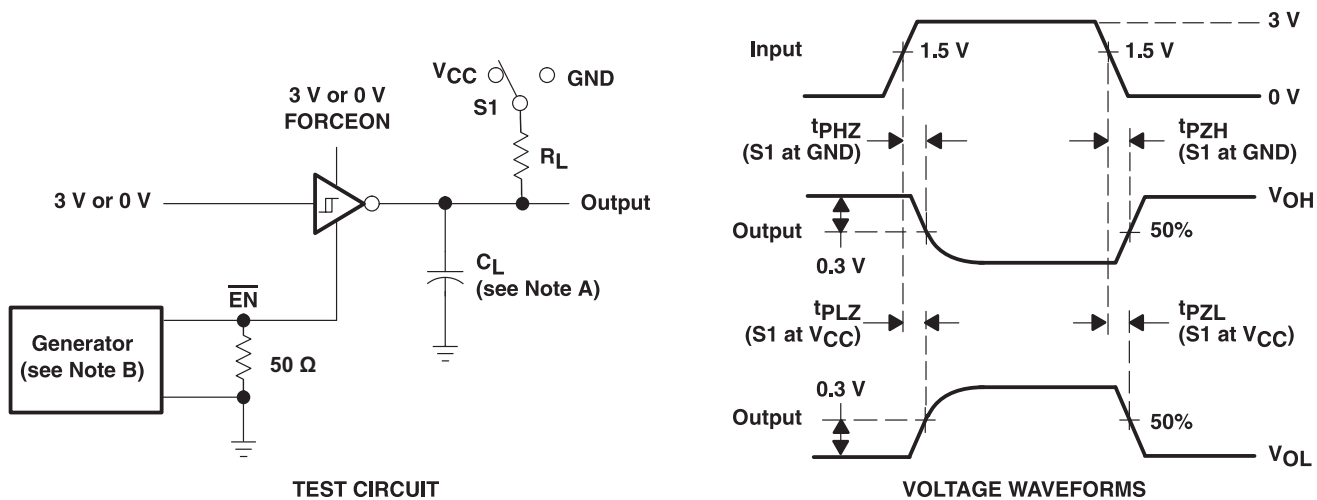 VCC
GND
S1
3 V or 0 V
FORCEON
RL
3 V or 0 V
Output
CL
(see Note A)
EN
Generator
(see Note B)
50 Ω
TEST CIRCUIT
3 V
Input
1.5 V
1.5 V
0 V
tPHZ
(S1 at GND)
tPZH
(S1 at GND)
VOH
Output
50%
0.3 V
tPLZ
(S1 at VCC)
tPZL
(S1 at VCC)
0.3 V
Output
50%
VOL
VOLTAGE WAVEFORMS